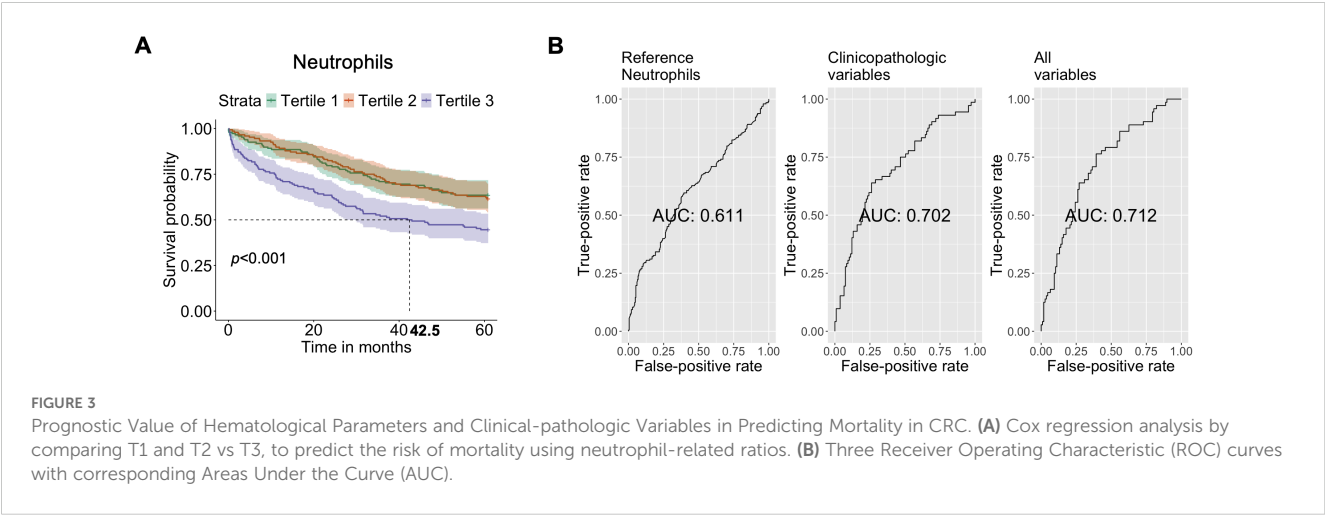 A
Neutrophils
Strata Tertile 1 Tertile 2 Tertile 3
Survival probability
1.00
0.75
0.50
0.25
0.00
p<0.001
0 20 40 42.5 60
Time in months
B
Reference
Neutrophils
True-positive rate
1.00
0.75
0.50
0.25
0.00
AUC: 0.611
0.00 0.25 0.50 0.75 1.00
False-positive rate
Clinicopathologic
variables
True-positive rate
1.00
0.75
0.50
0.25
0.00
AUC: 0.702
0.00 0.25 0.50 0.75 1.00
False-positive rate
All
variables
True-positive rate
1.00
0.75
0.50
0.25
0.00
AUC: 0.712
0.00 0.25 0.50 0.75 1.00
False-positive rate
FIGURE 3
Prognostic Value of Hematological Parameters and Clinical-pathologic Variables in Predicting Mortality in CRC. (A) Cox regression analysis by
comparing T1 and T2 vs T3, to predict the risk of mortality using neutrophil-related ratios. (B) Three Receiver Operating Characteristic (ROC) curves
with corresponding Areas Under the Curve (AUC).